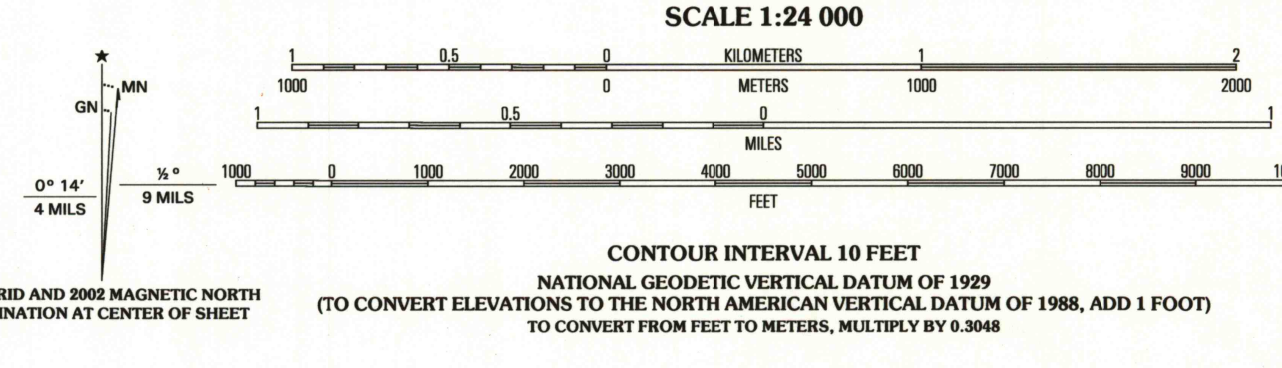 SCALE 1:24 000
1 0.5 0 KILOMETERS 1 2
1000 0 METERS 1000 2000
1 0.5 0 1
MILES
1000 0 1000 2000 3000 4000 5000 6000 7000 8000 9000
FEET
★
MN
GN
0° 14′
4 MILS
½ °
9 MILS
CONTOUR INTERVAL 10 FEET
NATIONAL GEODETIC VERTICAL DATUM OF 1929
(TO CONVERT ELEVATIONS TO THE NORTH AMERICAN VERTICAL DATUM OF 1988, ADD 1 FOOT)
TO CONVERT FROM FEET TO METERS, MULTIPLY BY 0.3048
AND 2002 MAGNETIC NORTH
AT CENTER OF SHEET